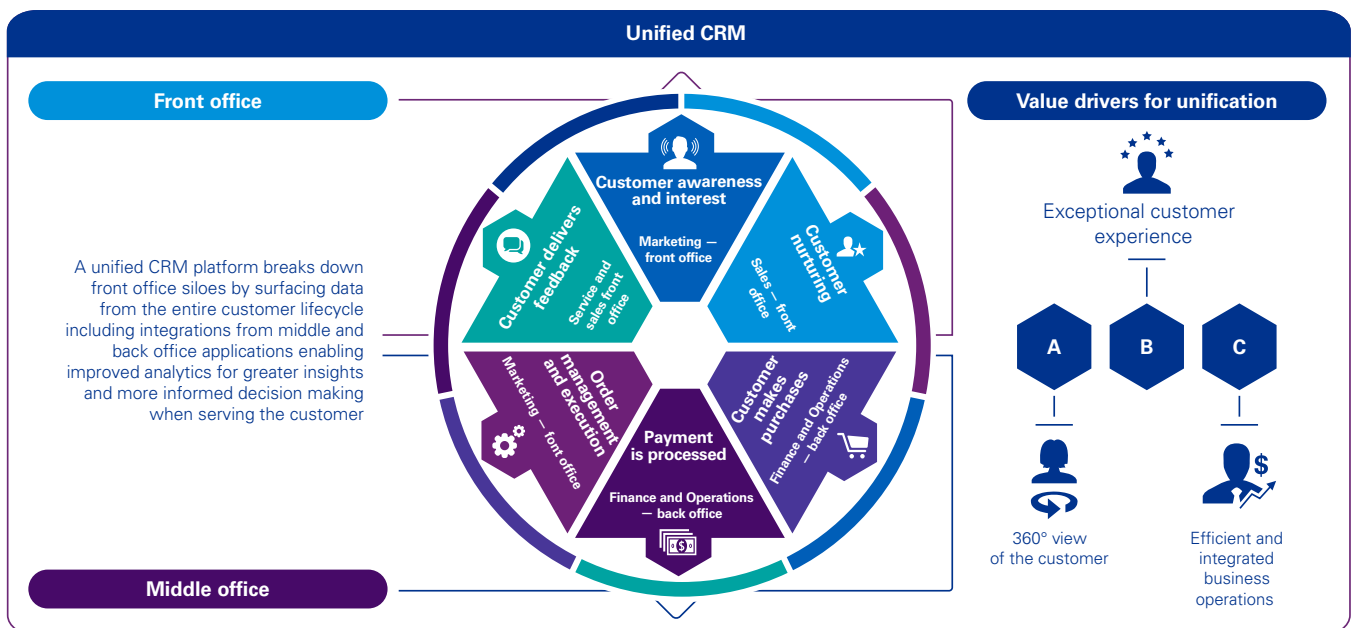 Unified CRM
Front office
A unified CRM platform breaks down
front office siloes by surfacing data
from the entire customer lifecycle
including integrations from middle and
back office applications enabling
improved analytics for greater insights
and more informed decision making
when serving the customer
Middle office
Customer awareness
and interest
Marketing —
front office
Customer
nurturing
Sales — front
office
Customer
makes
purchases
Finance and Operations
— back office
Payment
is processed
Finance and Operations
— back office
$
Order
management
and execution
Marketing — font office
Customer delivers
feedback
Service and
sales front
office
Value drivers for unification
Exceptional customer
experience
A
B
C
360° view
of the customer
$
Efficient and
integrated
business
operations